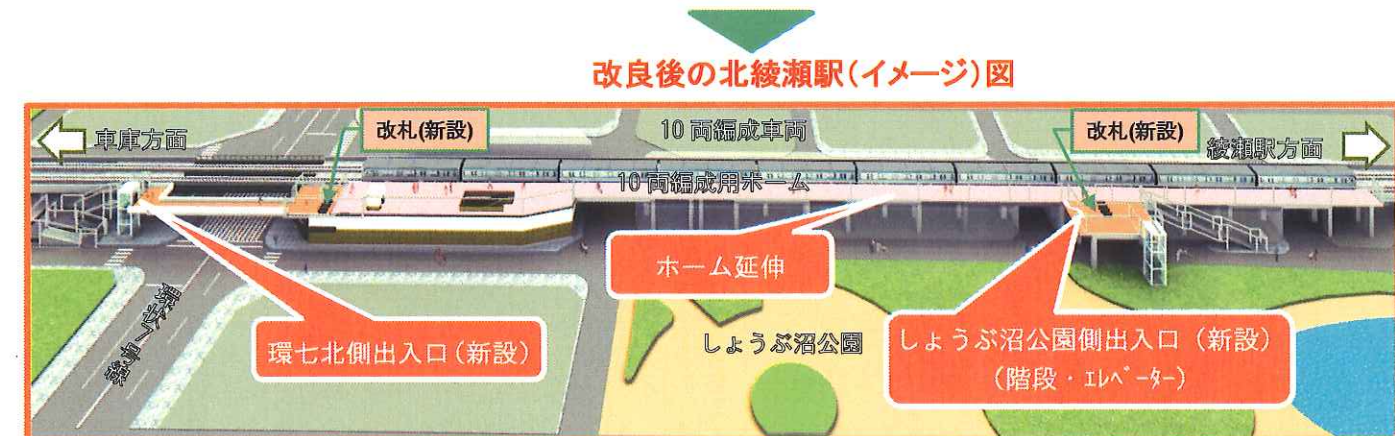 改良後の北綾瀬駅(イメージ)図
車庫方面
改札(新設)
10両編成車両
改札(新設)
綾瀬駅方面
10両編成用ホーム
ホーム延伸
環状7号線
環七北側出入口(新設)
しょうぶ沼公園
しょうぶ沼公園側出入口(新設)
(階段・ｴﾚﾍﾞｰﾀｰ)